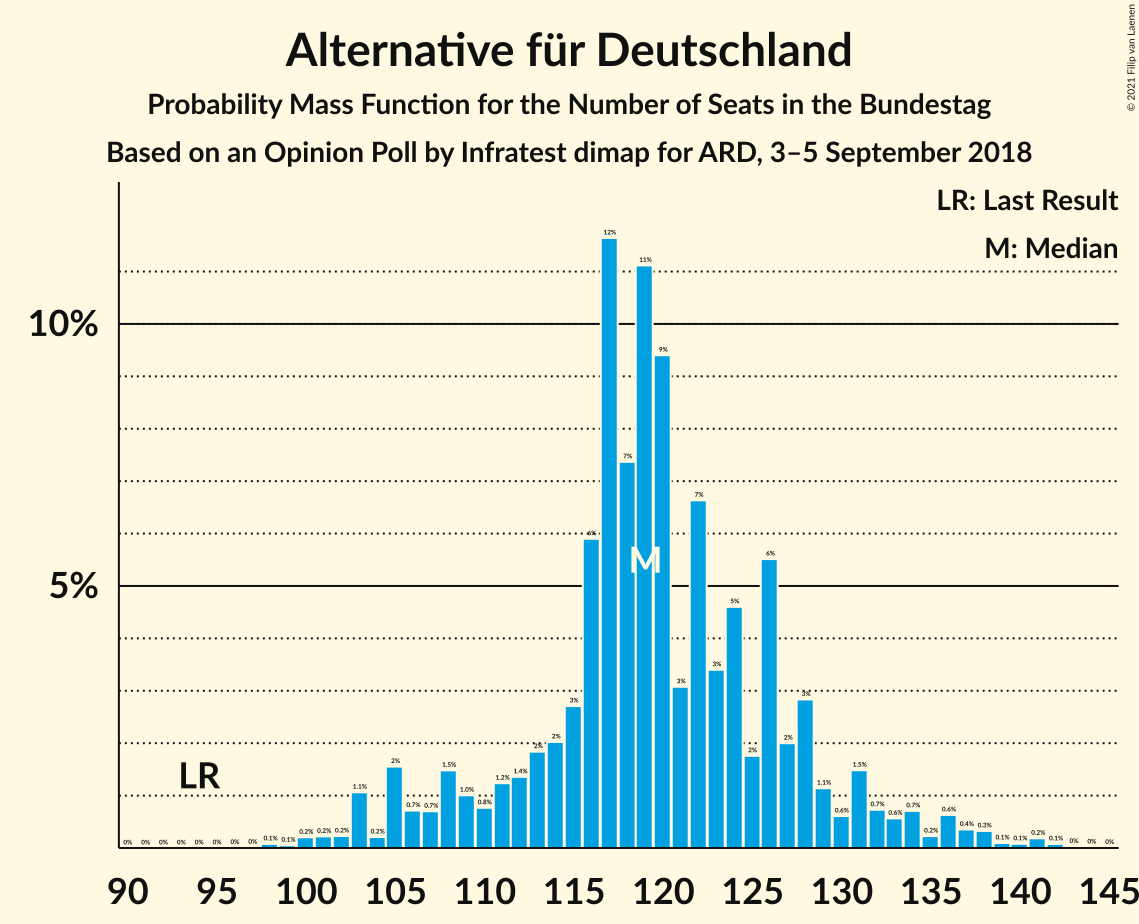 Alternative für Deutschland
Probability Mass Function for the Number of Seats in the Bundestag
Based on an Opinion Poll by Infratest dimap for ARD, 3–5 September 2018
© 2021 Filip van Laenen
LR: Last Result
M: Median
10%
5%
0% 0% 0% 0% 0% 0% 0% 0% 0.1% 0.1% 0.2% 0.2% 0.2% 1.1% 0.2% 2% 0.7% 0.7% 1.5% 1.0% 0.8% 1.2% 1.4% 2% 2% 3% 6% 12% 7% 11% 9% 3% 7% 3% 5% 2% 6% 2% 3% 1.1% 0.6% 1.5% 0.7% 0.6% 0.7% 0.2% 0.6% 0.4% 0.3% 0.1% 0.1% 0.2% 0.1% 0% 0% 0%
M
LR
90 95 100 105 110 115 120 125 130 135 140 145